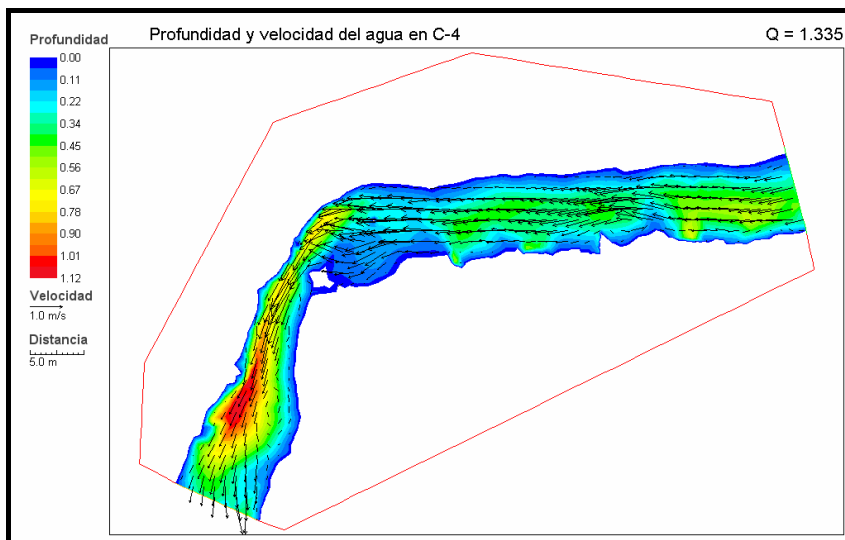 Profundidad y velocidad del agua en C-4
Q = 1.335
Profundidad
0.00
0.11
0.22
0.34
0.45
0.56
0.67
0.78
0.90
1.01
1.12
Velocidad
1.0 m/s
Distancia
5.0 m